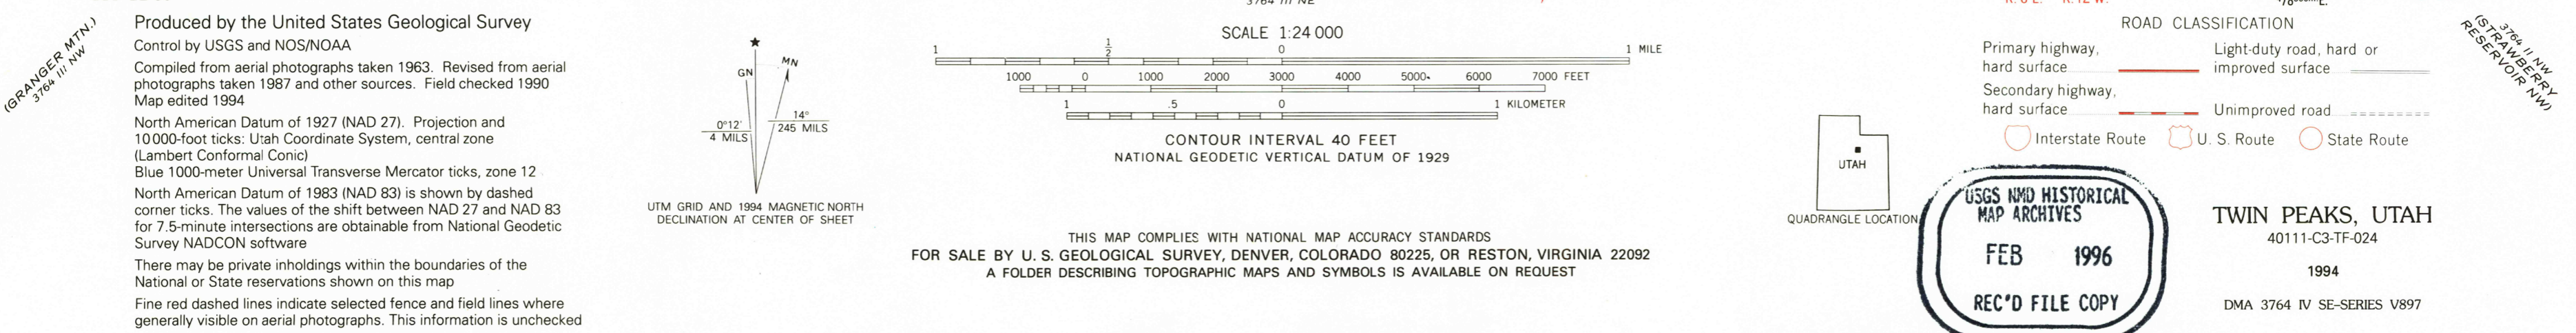 (GRANGER MTN.)
3764 III NW
Produced by the United States Geological Survey
Control by USGS and NOS/NOAA
Compiled from aerial photographs taken 1963. Revised from aerial
photographs taken 1987 and other sources. Field checked 1990
Map edited 1994
North American Datum of 1927 (NAD 27). Projection and
10 000-foot ticks: Utah Coordinate System, central zone
(Lambert Conformal Conic)
Blue 1000-meter Universal Transverse Mercator ticks, zone 12
North American Datum of 1983 (NAD 83) is shown by dashed
corner ticks. The values of the shift between NAD 27 and NAD 83
for 7.5-minute intersections are obtainable from National Geodetic
Survey NADCON software
There may be private inholdings within the boundaries of the
National or State reservations shown on this map
Fine red dashed lines indicate selected fence and field lines where
generally visible on aerial photographs. This information is unchecked
GN
MN
0°12'
4 MILS
14°
245 MILS
UTM GRID AND 1994 MAGNETIC NORTH
DECLINATION AT CENTER OF SHEET
3764 III NE
SCALE 1:24 000
1 1/2 0 1 MILE
1000 0 1000 2000 3000 4000 5000 6000 7000 FEET
1 .5 0 1 KILOMETER
CONTOUR INTERVAL 40 FEET
NATIONAL GEODETIC VERTICAL DATUM OF 1929
THIS MAP COMPLIES WITH NATIONAL MAP ACCURACY STANDARDS
FOR SALE BY U. S. GEOLOGICAL SURVEY, DENVER, COLORADO 80225, OR RESTON, VIRGINIA 22092
A FOLDER DESCRIBING TOPOGRAPHIC MAPS AND SYMBOLS IS AVAILABLE ON REQUEST
UTAH
QUADRANGLE LOCATION
ROAD CLASSIFICATION
Primary highway,
hard surface
Light-duty road, hard or
improved surface
Secondary highway,
hard surface
Unimproved road
Interstate Route
U. S. Route
State Route
USGS NMD HISTORICAL
MAP ARCHIVES
FEB 1996
REC'D FILE COPY
TWIN PEAKS, UTAH
40111-C3-TF-024
1994
DMA 3764 IV SE–SERIES V897
3764 II NW
(STRAWBERRY
RESERVOIR NW)